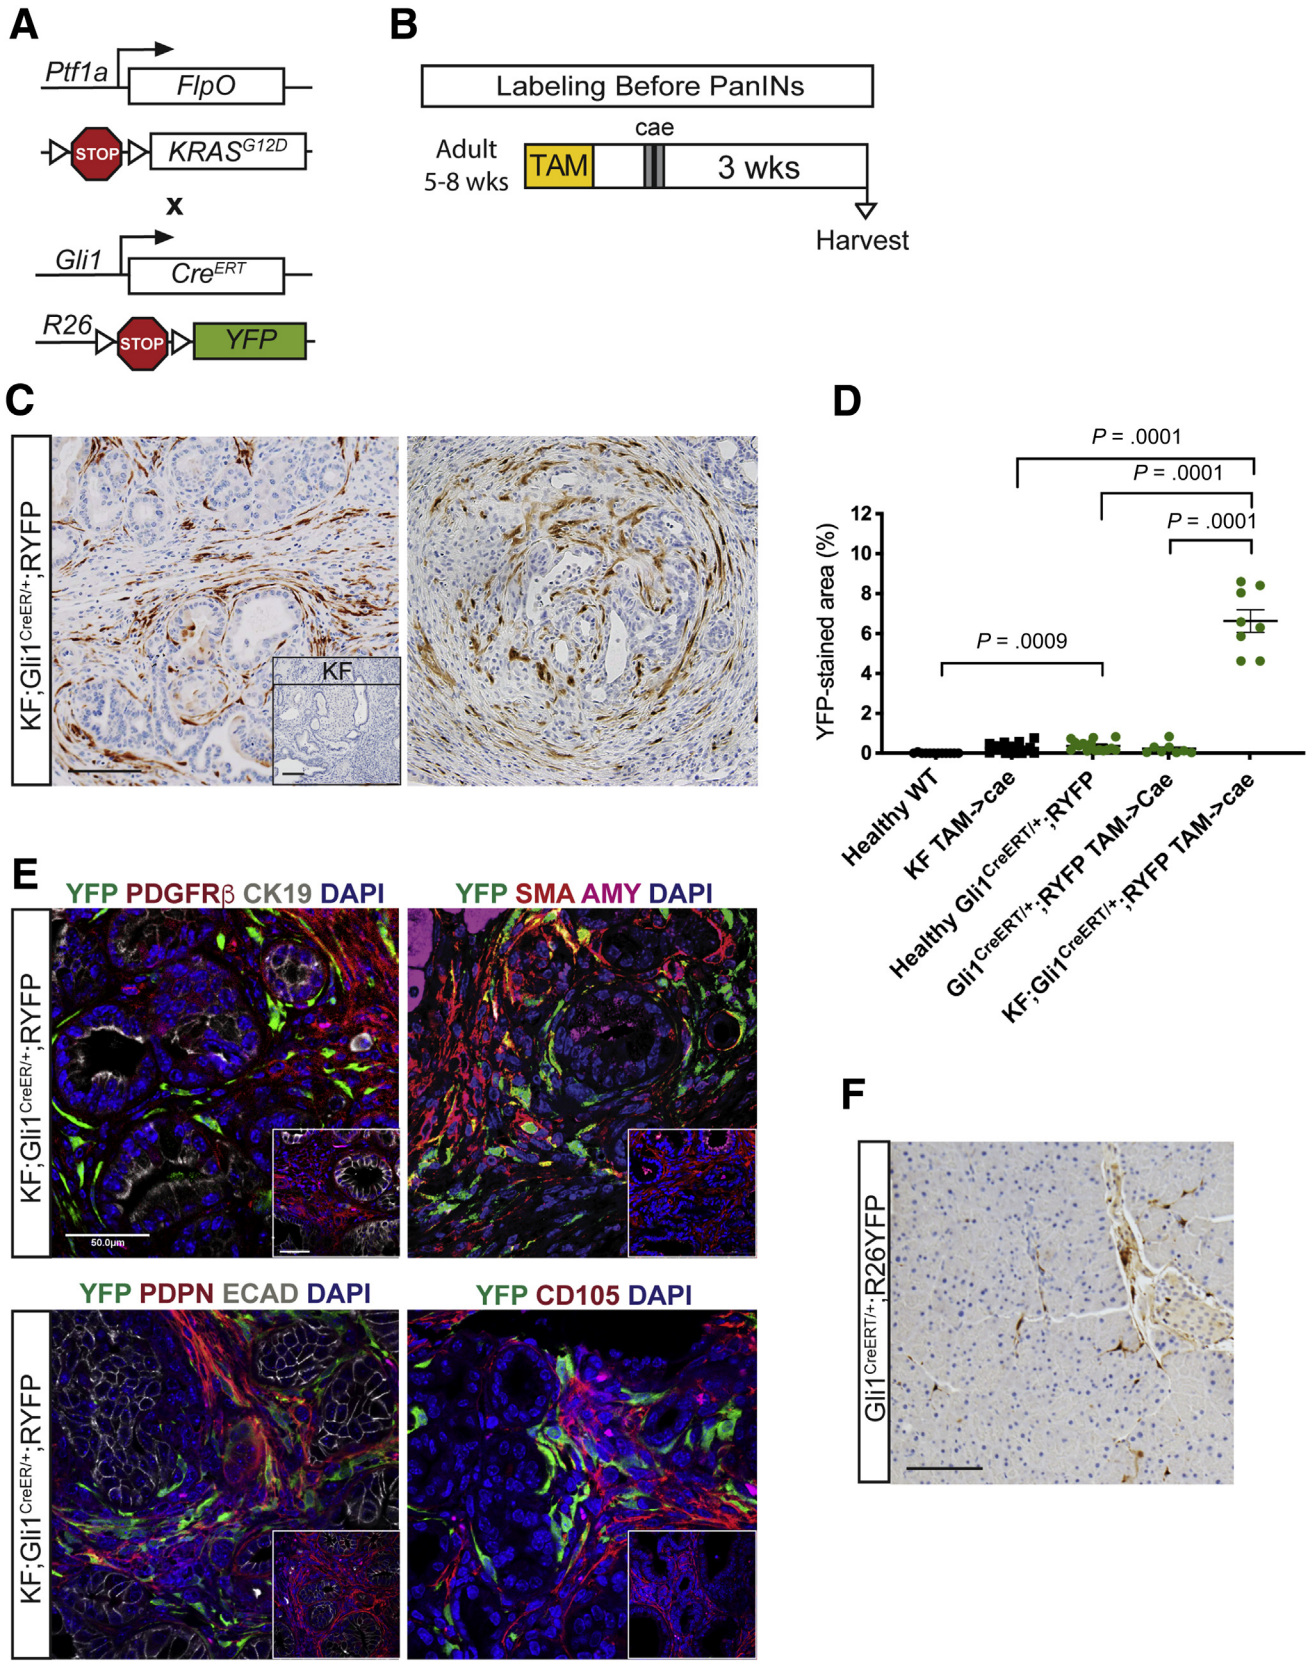 A
Ptf1a
FlpO
STOP
KRAS^G12D
x
Gli1
Cre^ERT
R26
STOP
YFP
B
Labeling Before PanINs
cae
Adult
5-8 wks
TAM
3 wks
Harvest
C
KF;Gli1^CreER/+;RYFP
KF
D
P = .0001
P = .0001
P = .0001
P = .0009
YFP-stained area (%)
12
10
8
6
4
2
0
Healthy WT
KF TAM->cae
Healthy Gli1^CreERT/+;RYFP
Gli1^CreERT/+;RYFP TAM->Cae
KF;Gli1^CreERT/+;RYFP TAM->cae
E
YFP PDGFRβ CK19 DAPI
YFP SMA AMY DAPI
KF;Gli1^CreER/+;RYFP
50.0µm
YFP PDPN ECAD DAPI
YFP CD105 DAPI
KF;Gli1^CreER/+;RYFP
F
Gli1^CreERT/+;R26YFP